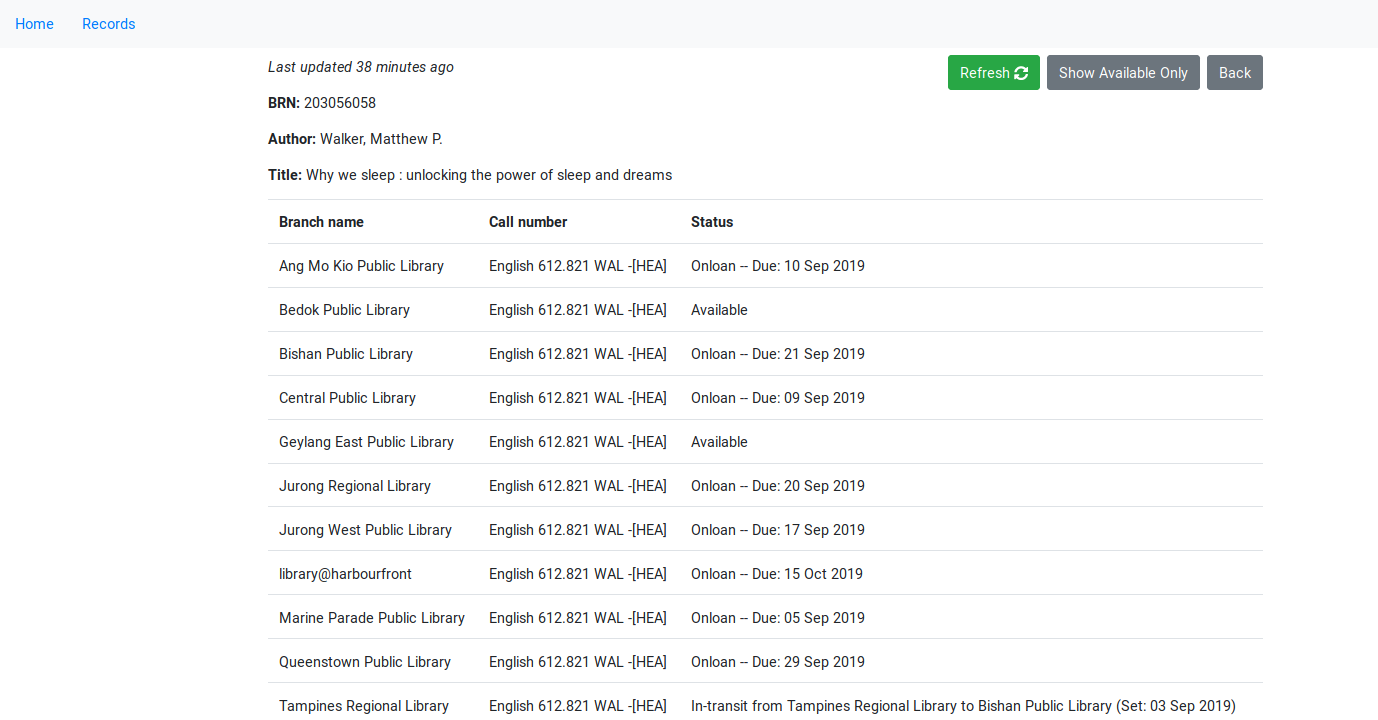 Home Records
Last updated 38 minutes ago Refresh Show Available Only Back
BRN: 203056058
Author: Walker, Matthew P.
Title: Why we sleep : unlocking the power of sleep and dreams
Branch name Call number Status
Ang Mo Kio Public Library English 612.821 WAL -[HEA] Onloan -- Due: 10 Sep 2019
Bedok Public Library English 612.821 WAL -[HEA] Available
Bishan Public Library English 612.821 WAL -[HEA] Onloan -- Due: 21 Sep 2019
Central Public Library English 612.821 WAL -[HEA] Onloan -- Due: 09 Sep 2019
Geylang East Public Library English 612.821 WAL -[HEA] Available
Jurong Regional Library English 612.821 WAL -[HEA] Onloan -- Due: 20 Sep 2019
Jurong West Public Library English 612.821 WAL -[HEA] Onloan -- Due: 17 Sep 2019
library@harbourfront English 612.821 WAL -[HEA] Onloan -- Due: 15 Oct 2019
Marine Parade Public Library English 612.821 WAL -[HEA] Onloan -- Due: 05 Sep 2019
Queenstown Public Library English 612.821 WAL -[HEA] Onloan -- Due: 29 Sep 2019
Tampines Regional Library English 612.821 WAL -[HEA] In-transit from Tampines Regional Library to Bishan Public Library (Set: 03 Sep 2019)